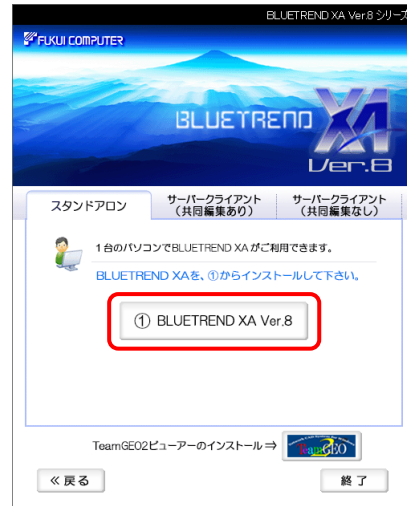 BLUETREND XA Ver.8 シリーズ
FUKUI COMPUTER
BLUETREND XA
Ver.8
スタンドアロン
サーバークライアント
（共同編集あり）
サーバークライアント
（共同編集なし）
1台のパソコンでBLUETREND XAがご利用できます。
BLUETREND XAを、①からインストールして下さい。
① BLUETREND XA Ver.8
TeamGEO2ビューアーのインストール⇒
TeamGEO
≪戻る
終了